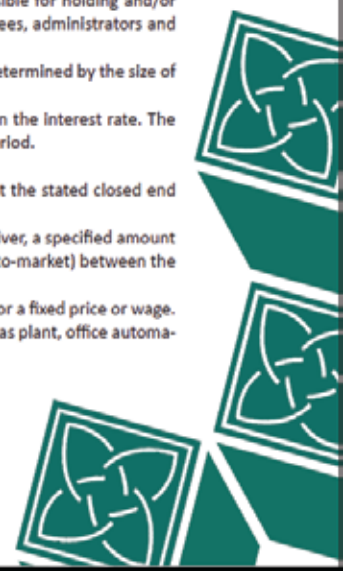 sible for holding and/or
ees, administrators and
etermined by the size of
n the interest rate. The
riod.
t the stated closed end
iver, a specified amount
to-market) between the
or a fixed price or wage.
as plant, office automa-